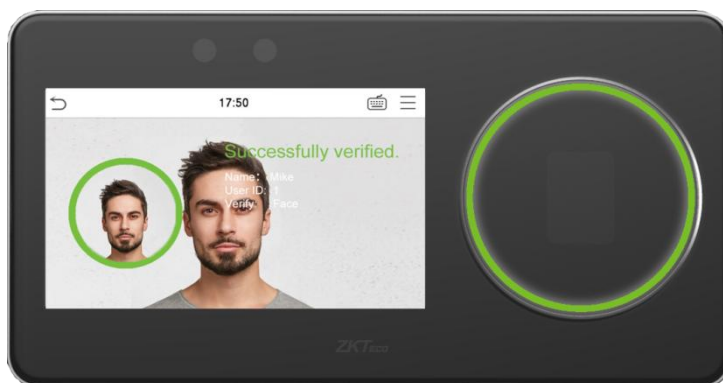 17:50
Successfully verified.
Name: Mike
User ID: 1
Verify: Face
ZKTeco